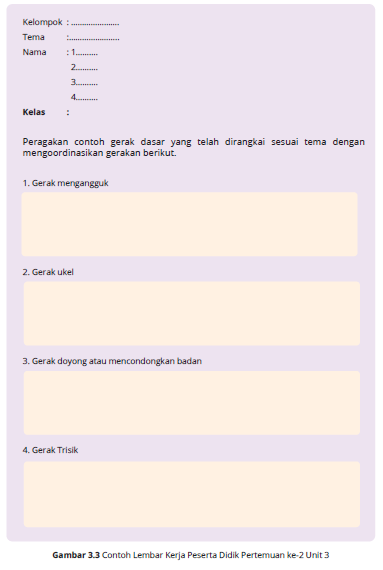 Kelompok : .....................
Tema :......................
Nama : 1..........
2..........
3..........
4..........
Kelas :
Peragakan contoh gerak dasar yang telah dirangkai sesuai tema dengan
mengoordinasikan gerakan berikut.
1. Gerak mengangguk
2. Gerak ukel
3. Gerak doyong atau mencondongkan badan
4. Gerak Trisik
Gambar 3.3 Contoh Lembar Kerja Peserta Didik Pertemuan ke-2 Unit 3